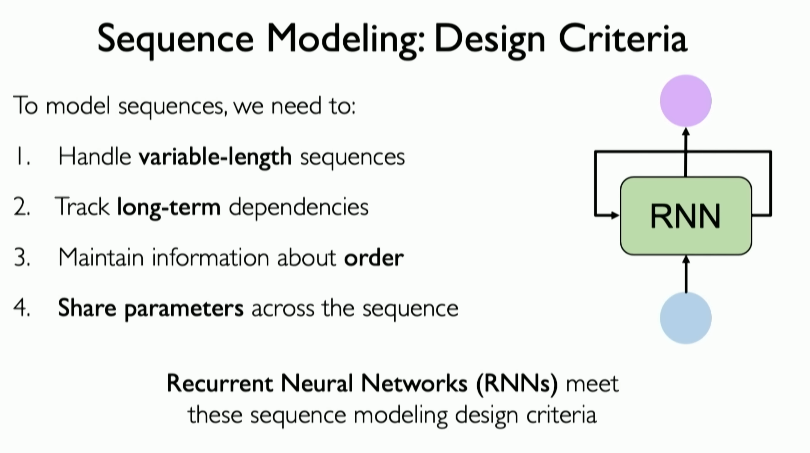 Sequence Modeling: Design Criteria
To model sequences, we need to:
1. Handle variable-length sequences
2. Track long-term dependencies
3. Maintain information about order
4. Share parameters across the sequence
RNN
Recurrent Neural Networks (RNNs) meet
these sequence modeling design criteria